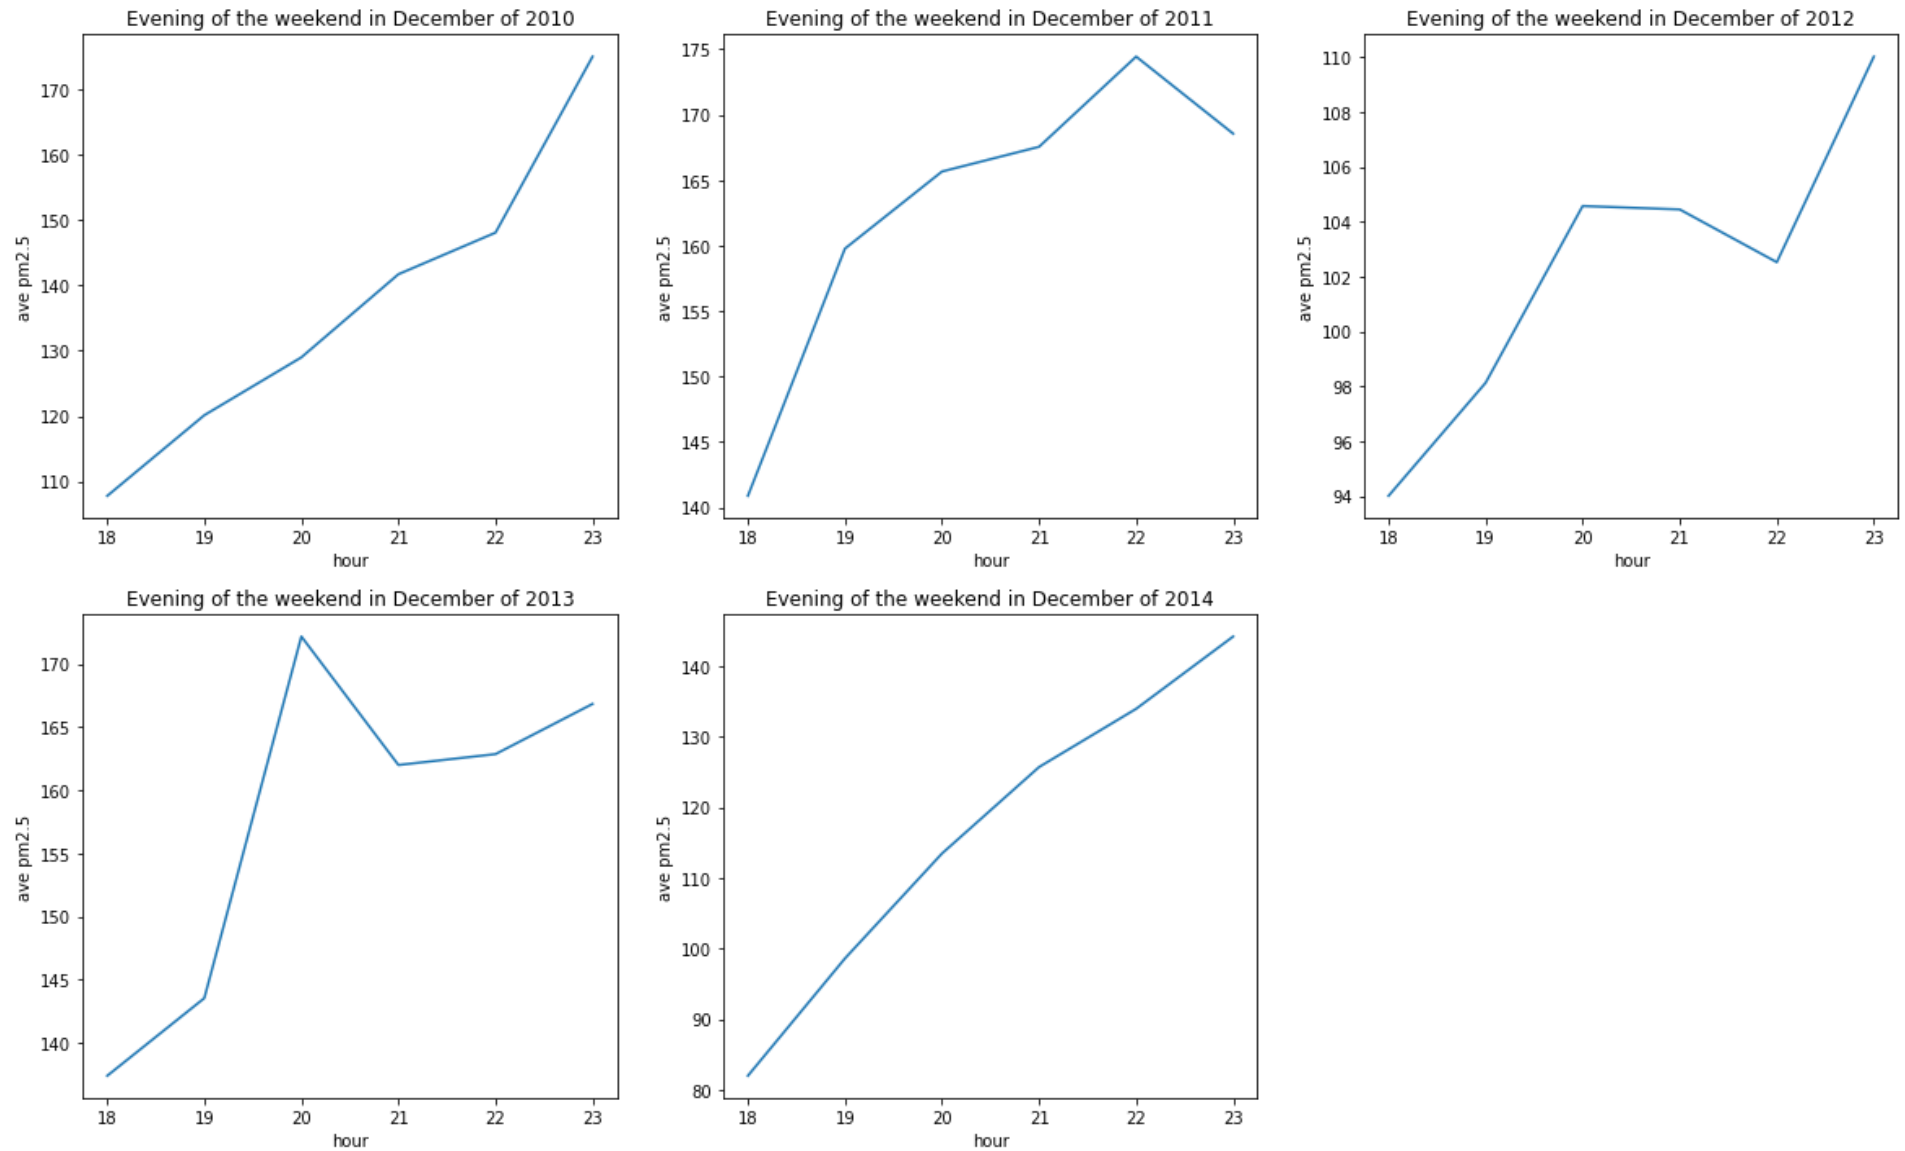 Evening of the weekend in December of 2010
170
160
150
140
130
120
110
ave pm2.5
18 19 20 21 22 23
hour
Evening of the weekend in December of 2011
175
170
165
160
155
150
145
140
ave pm2.5
18 19 20 21 22 23
hour
Evening of the weekend in December of 2012
110
108
106
104
102
100
98
96
94
ave pm2.5
18 19 20 21 22 23
hour
Evening of the weekend in December of 2013
170
165
160
155
150
145
140
ave pm2.5
18 19 20 21 22 23
hour
Evening of the weekend in December of 2014
140
130
120
110
100
90
80
ave pm2.5
18 19 20 21 22 23
hour